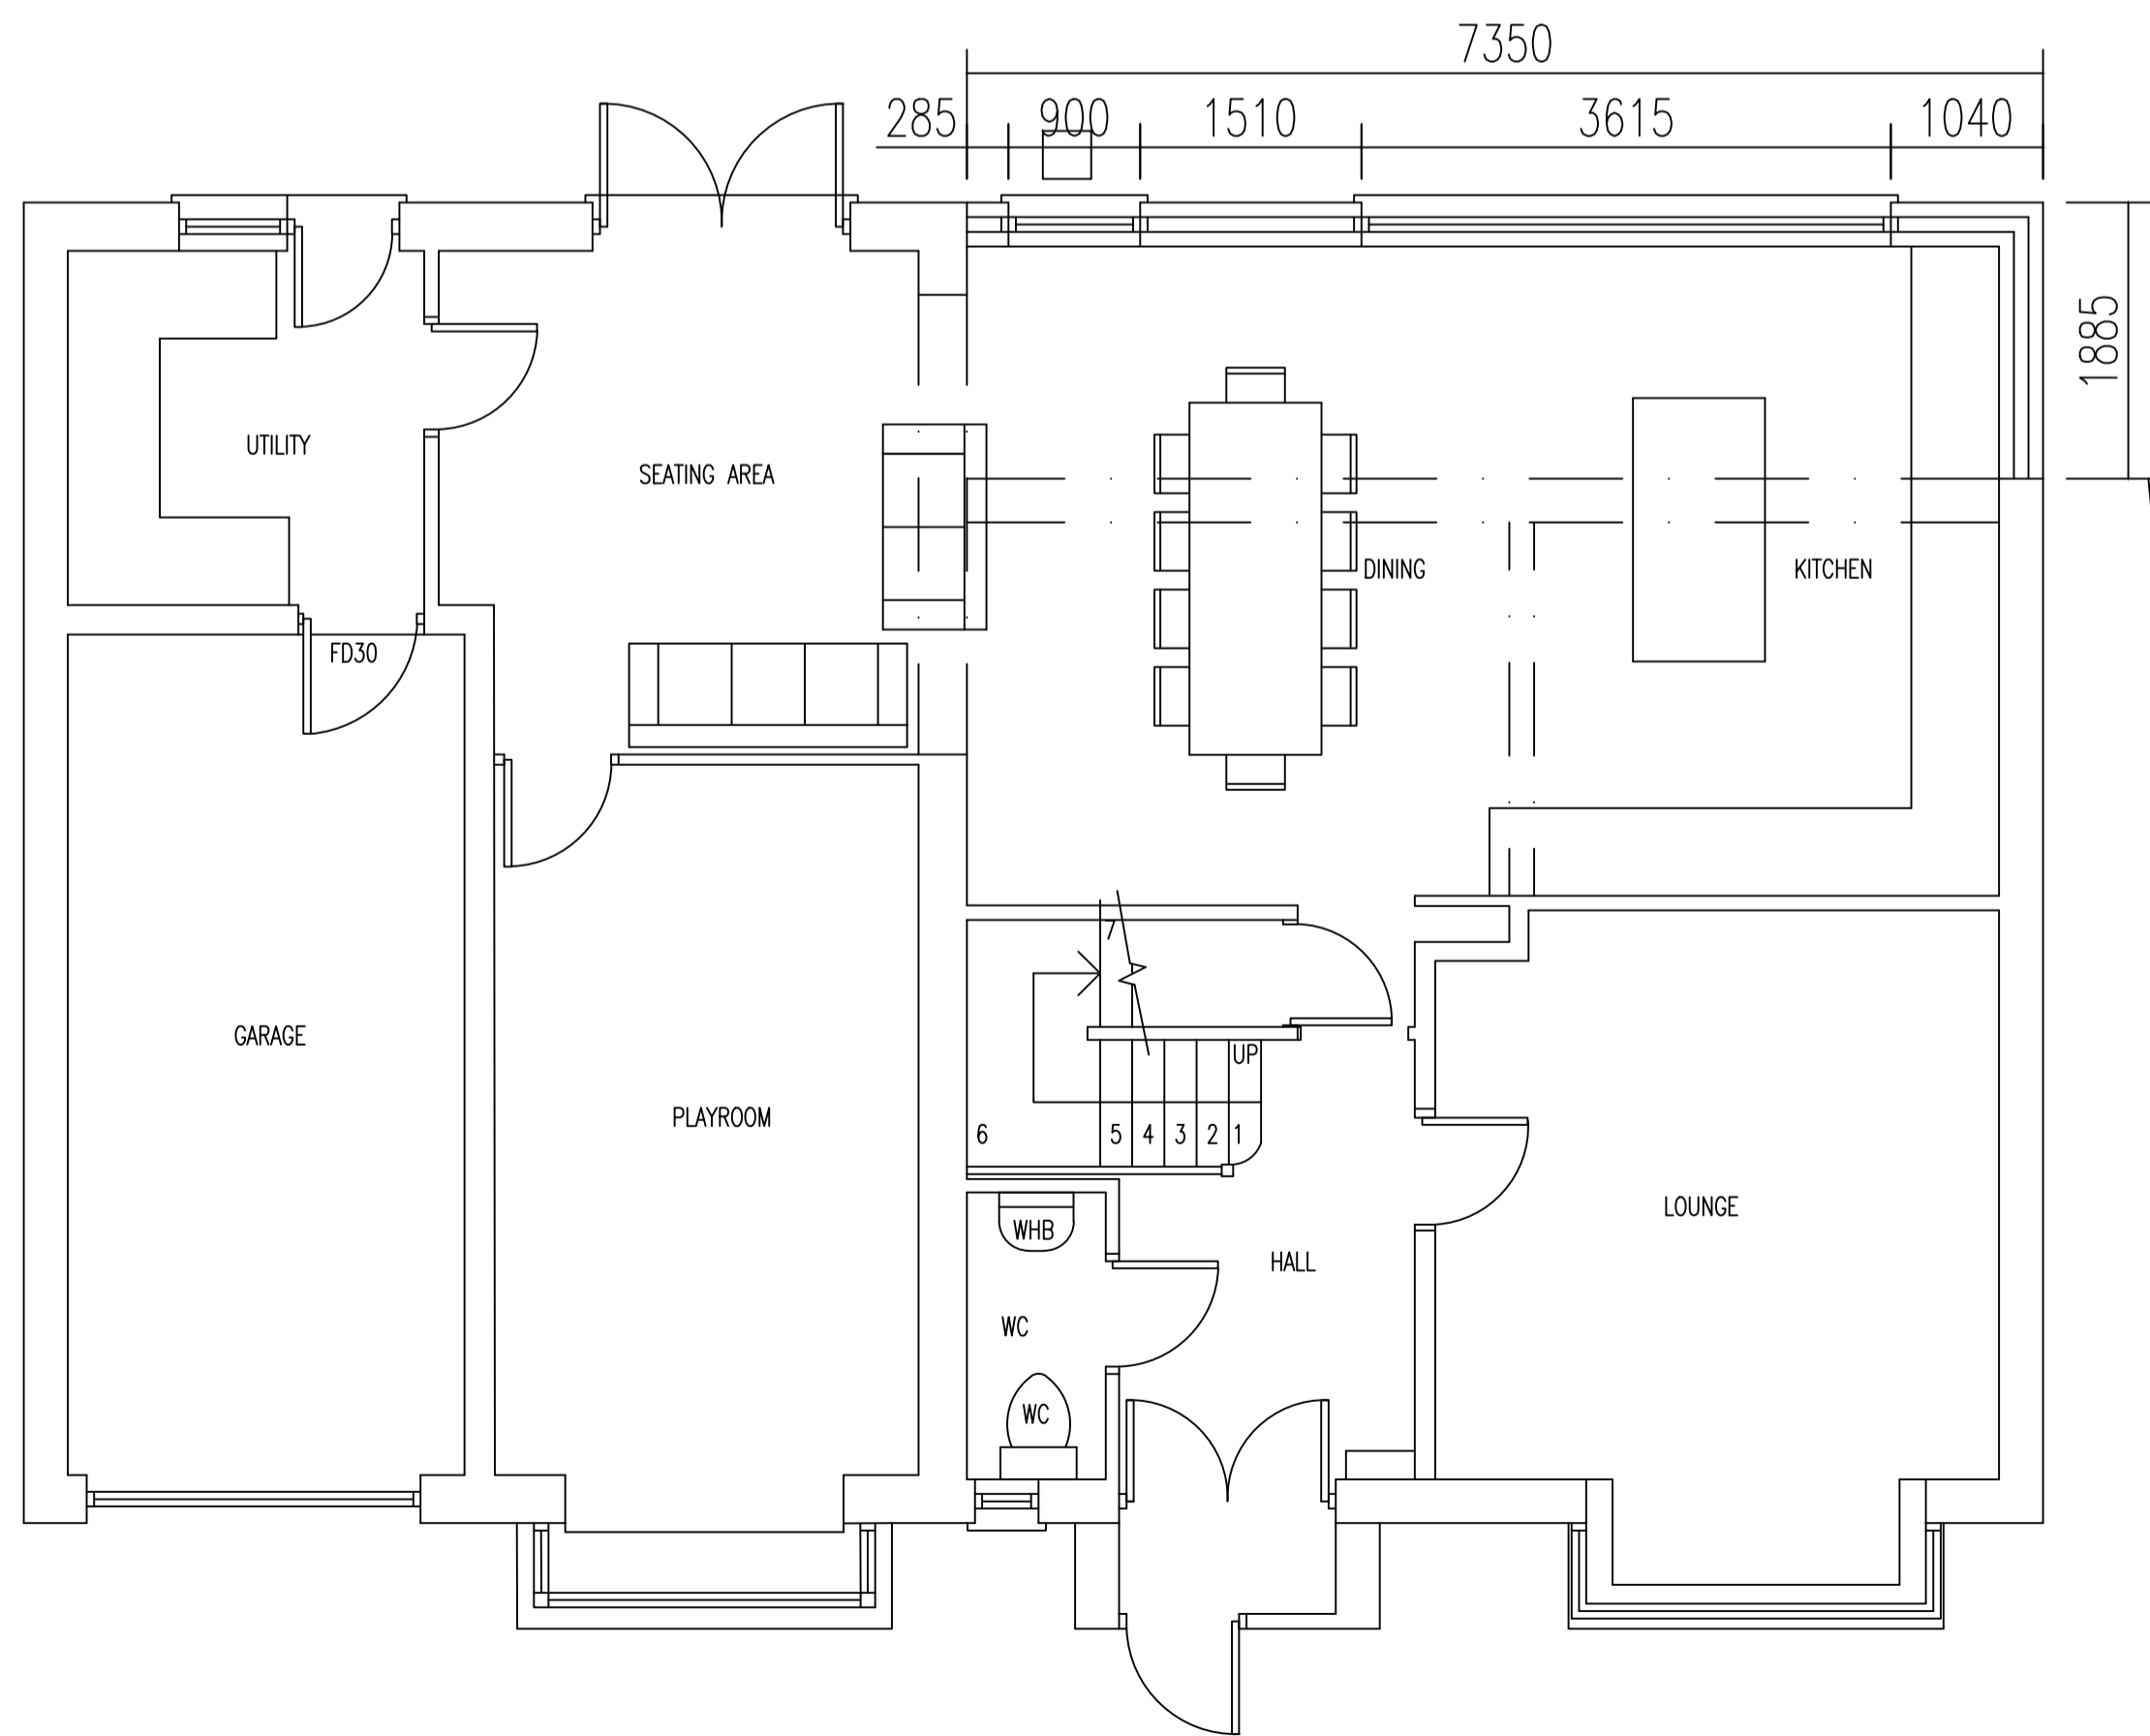 7350
285 900 1510 3615 1040
1885
UTILITY
SEATING AREA
DINING
KITCHEN
FD30
7
GARAGE
UP
PLAYROOM
6 5 4 3 2 1
LOUNGE
WHB
HALL
WC
WC